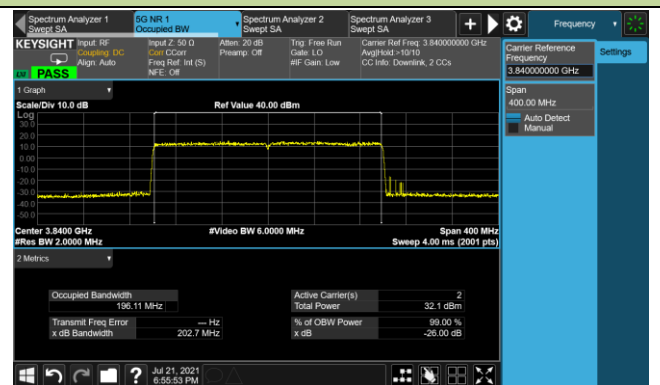 Spectrum Analyzer 1
Swept SA
5G NR 1
Occupied BW
Spectrum Analyzer 2
Swept SA
Spectrum Analyzer 3
Swept SA
Frequency
KEYSIGHT
Input: RF
Coupling: DC
Align: Auto
Input Z: 50 Ω
Corr CCorr
Freq Ref: Int (S)
NFE: Off
Atten: 20 dB
Preamp: Off
Trig: Free Run
Gate: LO
#IF Gain: Low
Carrier Ref Freq: 3.840000000 GHz
Avg|Hold:>10/10
CC Info: Downlink, 2 CCs
PASS
1 Graph
Scale/Div 10.0 dB
Ref Value 40.00 dBm
Log
30.0
20.0
10.0
0.00
-10.0
-20.0
-30.0
-40.0
-50.0
Center 3.8400 GHz
#Video BW 6.0000 MHz
Span 400 MHz
#Res BW 2.0000 MHz
Sweep 4.00 ms (2001 pts)
2 Metrics
Occupied Bandwidth
196.11 MHz
Active Carrier(s) 2
Total Power 32.1 dBm
Transmit Freq Error --- Hz
x dB Bandwidth 202.7 MHz
% of OBW Power 99.00 %
x dB -26.00 dB
Carrier Reference
Frequency
3.840000000 GHz
Span
400.00 MHz
Auto Detect
Manual
Settings
Jul 21, 2021
6:55:53 PM